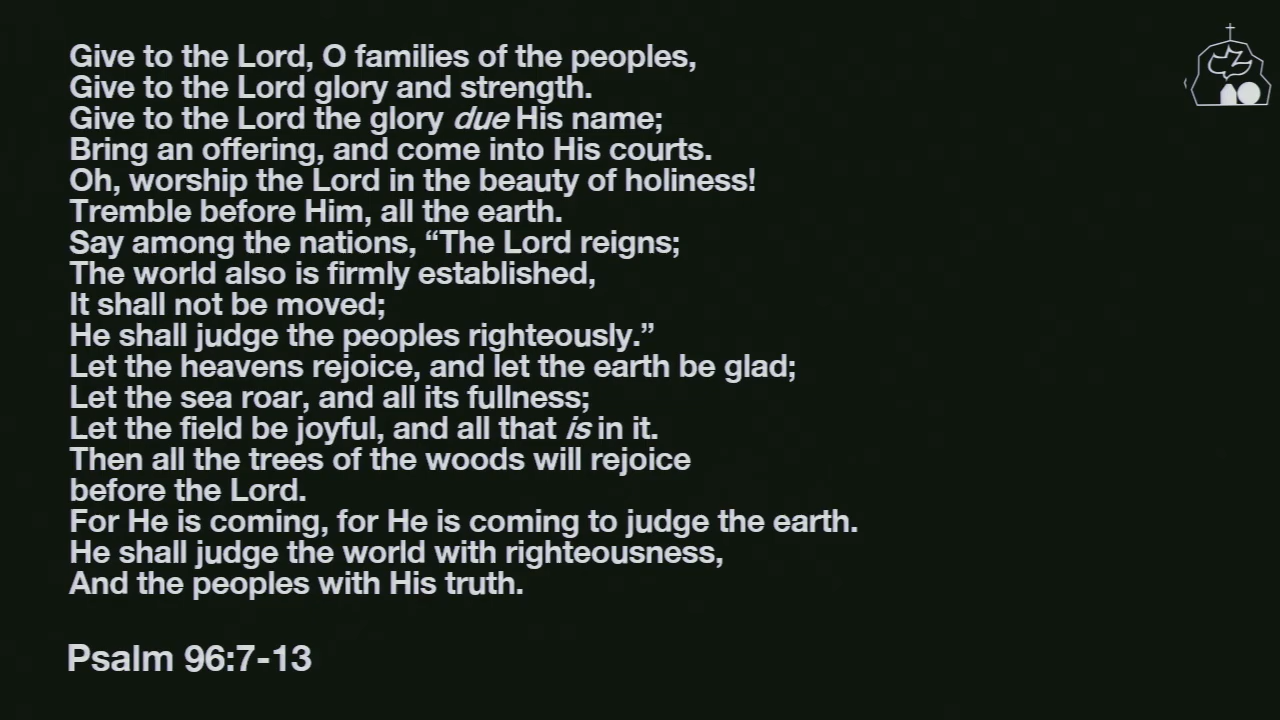 Give to the Lord, O families of the peoples,
Give to the Lord glory and strength.
Give to the Lord the glory due His name;
Bring an offering, and come into His courts.
Oh, worship the Lord in the beauty of holiness!
Tremble before Him, all the earth.
Say among the nations, “The Lord reigns;
The world also is firmly established,
It shall not be moved;
He shall judge the peoples righteously.”
Let the heavens rejoice, and let the earth be glad;
Let the sea roar, and all its fullness;
Let the field be joyful, and all that is in it.
Then all the trees of the woods will rejoice
before the Lord.
For He is coming, for He is coming to judge the earth.
He shall judge the world with righteousness,
And the peoples with His truth.
Psalm 96:7-13